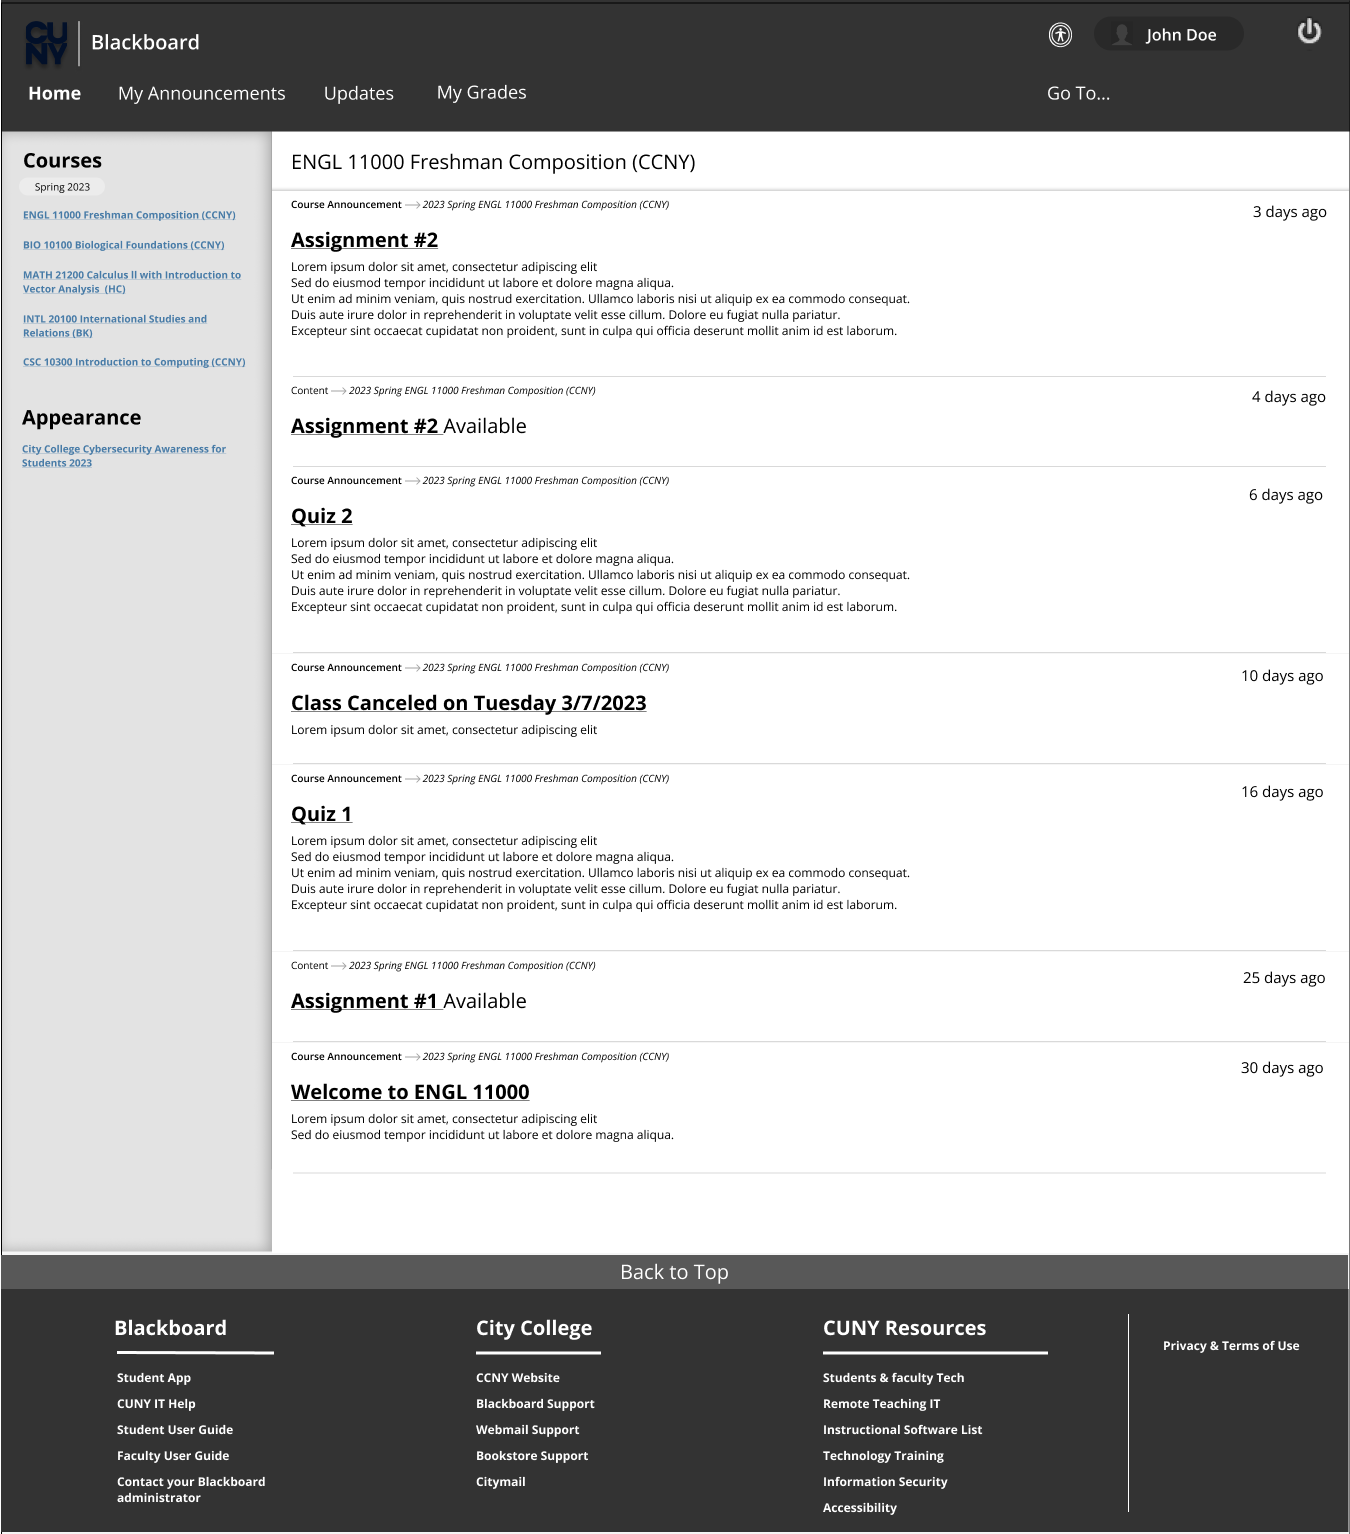 CU
NY
Blackboard
John Doe
Home
My Announcements
Updates
My Grades
Go To...
Courses
Spring 2023
ENGL 11000 Freshman Composition (CCNY)
BIO 10100 Biological Foundations (CCNY)
MATH 21200 Calculus ll with Introduction to
Vector Analysis (HC)
INTL 20100 International Studies and
Relations (BK)
CSC 10300 Introduction to Computing (CCNY)
Appearance
City College Cybersecurity Awareness for
Students 2023
ENGL 11000 Freshman Composition (CCNY)
Course Announcement → 2023 Spring ENGL 11000 Freshman Composition (CCNY)
3 days ago
Assignment #2
Lorem ipsum dolor sit amet, consectetur adipiscing elit
Sed do eiusmod tempor incididunt ut labore et dolore magna aliqua.
Ut enim ad minim veniam, quis nostrud exercitation. Ullamco laboris nisi ut aliquip ex ea commodo consequat.
Duis aute irure dolor in reprehenderit in voluptate velit esse cillum. Dolore eu fugiat nulla pariatur.
Excepteur sint occaecat cupidatat non proident, sunt in culpa qui officia deserunt mollit anim id est laborum.
Content → 2023 Spring ENGL 11000 Freshman Composition (CCNY)
4 days ago
Assignment #2 Available
Course Announcement → 2023 Spring ENGL 11000 Freshman Composition (CCNY)
6 days ago
Quiz 2
Lorem ipsum dolor sit amet, consectetur adipiscing elit
Sed do eiusmod tempor incididunt ut labore et dolore magna aliqua.
Ut enim ad minim veniam, quis nostrud exercitation. Ullamco laboris nisi ut aliquip ex ea commodo consequat.
Duis aute irure dolor in reprehenderit in voluptate velit esse cillum. Dolore eu fugiat nulla pariatur.
Excepteur sint occaecat cupidatat non proident, sunt in culpa qui officia deserunt mollit anim id est laborum.
Course Announcement → 2023 Spring ENGL 11000 Freshman Composition (CCNY)
10 days ago
Class Canceled on Tuesday 3/7/2023
Lorem ipsum dolor sit amet, consectetur adipiscing elit
Course Announcement → 2023 Spring ENGL 11000 Freshman Composition (CCNY)
16 days ago
Quiz 1
Lorem ipsum dolor sit amet, consectetur adipiscing elit
Sed do eiusmod tempor incididunt ut labore et dolore magna aliqua.
Ut enim ad minim veniam, quis nostrud exercitation. Ullamco laboris nisi ut aliquip ex ea commodo consequat.
Duis aute irure dolor in reprehenderit in voluptate velit esse cillum. Dolore eu fugiat nulla pariatur.
Excepteur sint occaecat cupidatat non proident, sunt in culpa qui officia deserunt mollit anim id est laborum.
Content → 2023 Spring ENGL 11000 Freshman Composition (CCNY)
25 days ago
Assignment #1 Available
Course Announcement → 2023 Spring ENGL 11000 Freshman Composition (CCNY)
30 days ago
Welcome to ENGL 11000
Lorem ipsum dolor sit amet, consectetur adipiscing elit
Sed do eiusmod tempor incididunt ut labore et dolore magna aliqua.
Back to Top
Blackboard
Student App
CUNY IT Help
Student User Guide
Faculty User Guide
Contact your Blackboard
administrator
City College
CCNY Website
Blackboard Support
Webmail Support
Bookstore Support
Citymail
CUNY Resources
Students & faculty Tech
Remote Teaching IT
Instructional Software List
Technology Training
Information Security
Accessibility
Privacy & Terms of Use